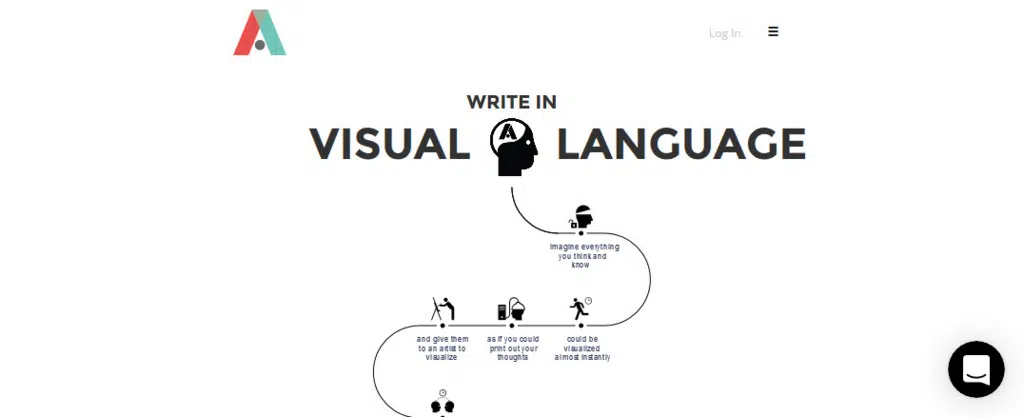 Log In
WRITE IN
VISUAL LANGUAGE
imagine everything
you think and
know
and give them
to an artist to
visualize
as if you could
print out your
thoughts
could be
visualized
almost instantly